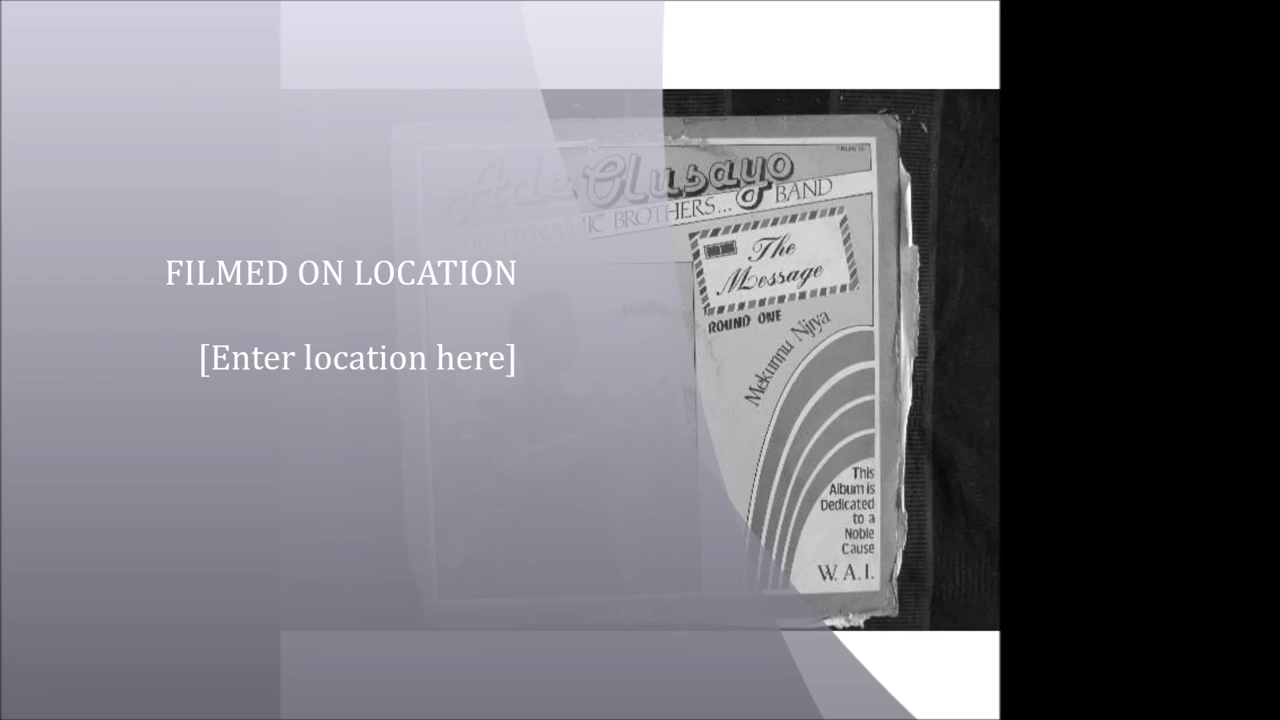 FILMED ON LOCATION
[Enter location here]
Ade Olusayo
HIS DYNAMIC BROTHERS... BAND
The
Message
ROUND ONE
Mekunnu Njiya
This
Album is
Dedicated
to a
Noble
Cause
W. A. I.